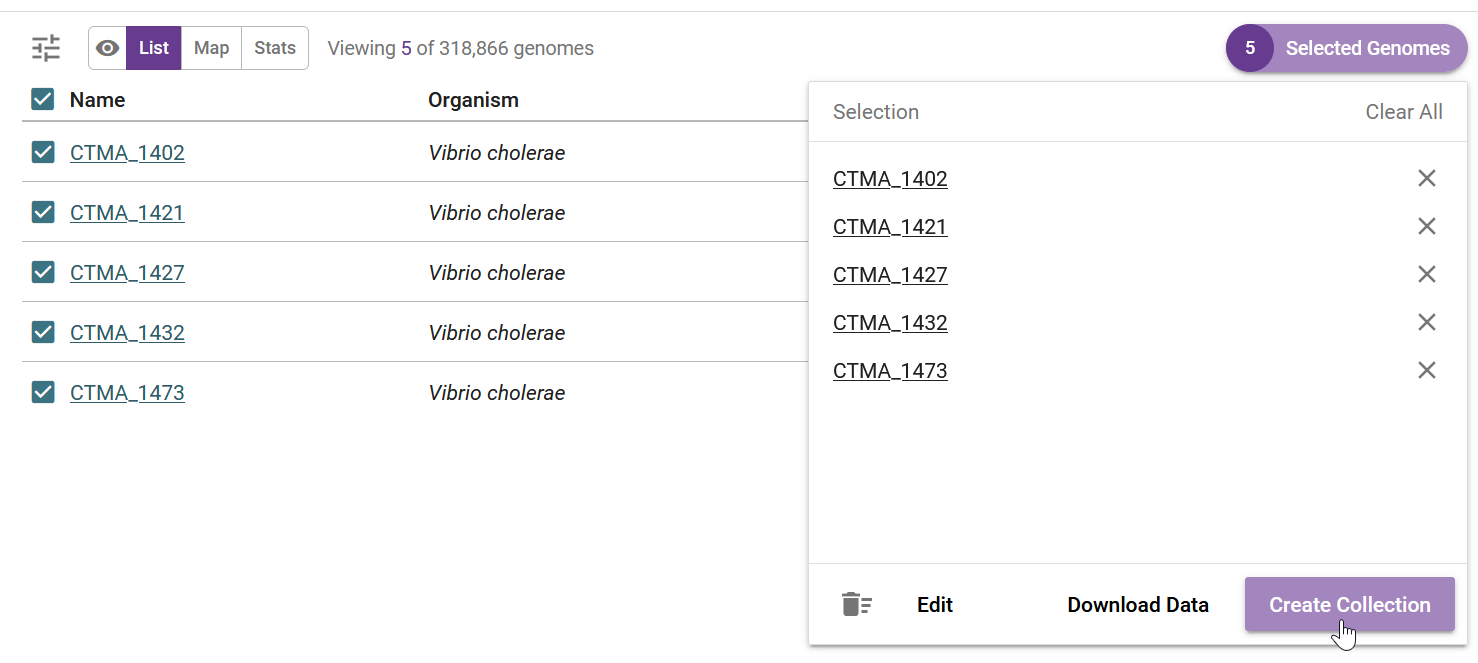 List Map Stats Viewing 5 of 318,866 genomes 5 Selected Genomes
Name Organism
CTMA_1402 Vibrio cholerae
CTMA_1421 Vibrio cholerae
CTMA_1427 Vibrio cholerae
CTMA_1432 Vibrio cholerae
CTMA_1473 Vibrio cholerae
Selection Clear All
CTMA_1402
CTMA_1421
CTMA_1427
CTMA_1432
CTMA_1473
Edit Download Data Create Collection